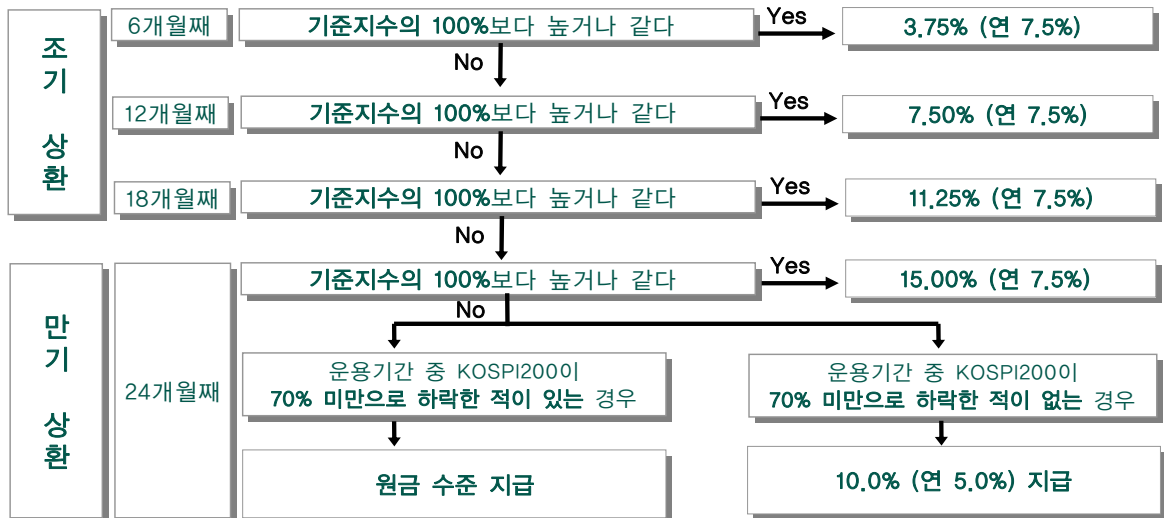 조기 상환
6개월째
기준지수의 100%보다 높거나 같다
Yes
3.75% (연 7.5%)
No
12개월째
기준지수의 100%보다 높거나 같다
Yes
7.50% (연 7.5%)
No
18개월째
기준지수의 100%보다 높거나 같다
Yes
11.25% (연 7.5%)
No
만기 상환
24개월째
기준지수의 100%보다 높거나 같다
Yes
15.00% (연 7.5%)
No
운용기간 중 KOSPI200이
70% 미만으로 하락한 적이 있는 경우
원금 수준 지급
운용기간 중 KOSPI200이
70% 미만으로 하락한 적이 없는 경우
10.0% (연 5.0%) 지급